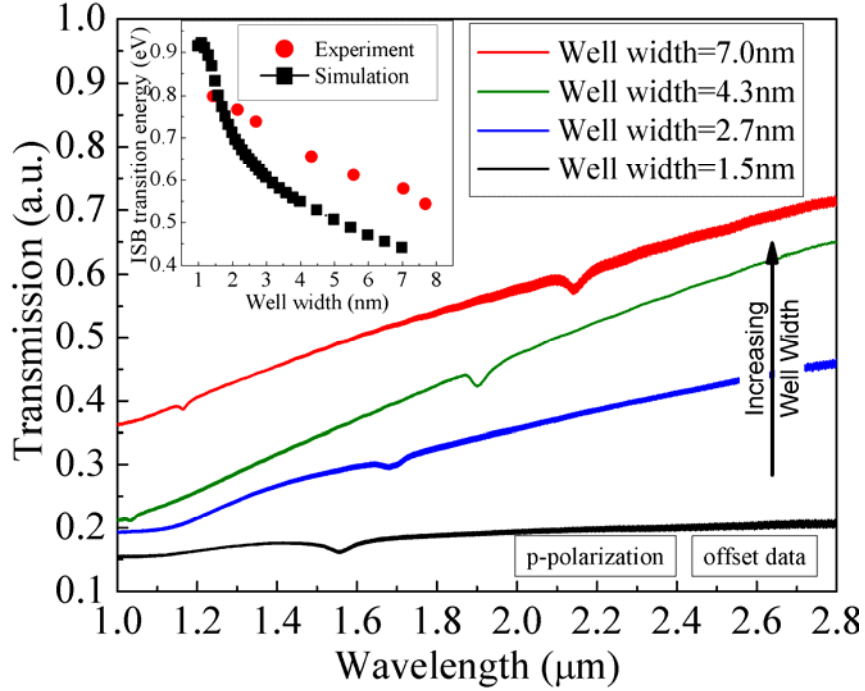 1.0
0.9
0.8
0.7
0.6
0.5
0.4
0.3
0.2
0.1
Transmission (a.u.)
1.0 1.2 1.4 1.6 1.8 2.0 2.2 2.4 2.6 2.8
Wavelength (μm)
0.9
0.8
0.7
0.6
0.5
0.4
ISB transition energy (eV)
1 2 3 4 5 6 7 8
Well width (nm)
Experiment
Simulation
Well width=7.0nm
Well width=4.3nm
Well width=2.7nm
Well width=1.5nm
Increasing
Well Width
p-polarization
offset data